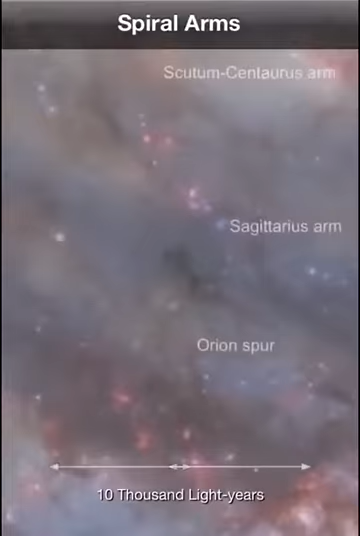 Spiral Arms
Scutum-Centaurus arm
Sagittarius arm
Orion spur
10 Thousand Light-years